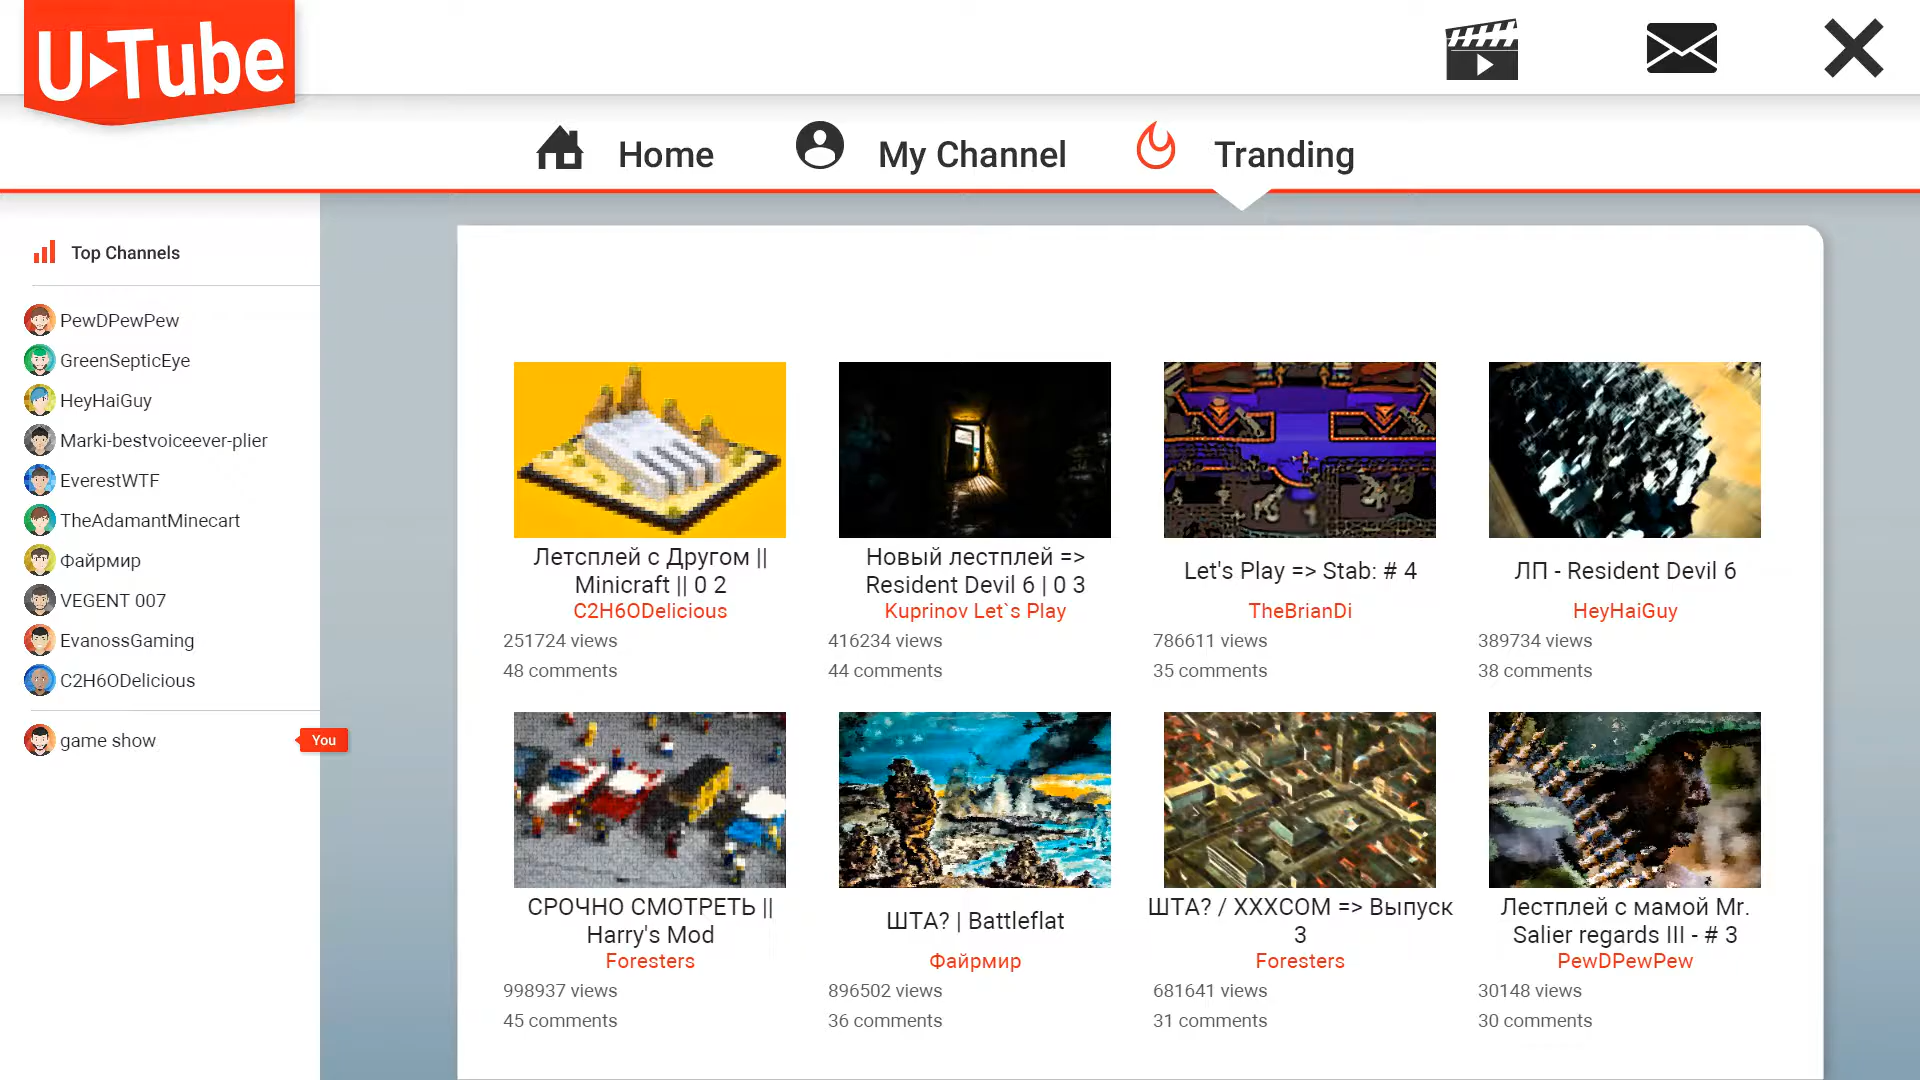 U Tube
Home
My Channel
Tranding
Top Channels
PewDPewPew
GreenSepticEye
HeyHaiGuy
Marki-bestvoiceever-plier
EverestWTF
TheAdamantMinecart
Файрмир
VEGENT 007
EvanossGaming
C2H6ODelicious
game show
You
Летсплей с Другом ||
Minicraft || 0 2
C2H6ODelicious
251724 views
48 comments
Новый лестплей =>
Resident Devil 6 | 0 3
Kuprinov Let`s Play
416234 views
44 comments
Let's Play => Stab: # 4
TheBrianDi
786611 views
35 comments
ЛП - Resident Devil 6
HeyHaiGuy
389734 views
38 comments
СРОЧНО СМОТРЕТЬ ||
Harry's Mod
Foresters
998937 views
45 comments
ШТА? | Battleflat
Файрмир
896502 views
36 comments
ШТА? / XXXCOM => Выпуск
3
Foresters
681641 views
31 comments
Лестплей с мамой Mr.
Salier regards III - # 3
PewDPewPew
30148 views
30 comments